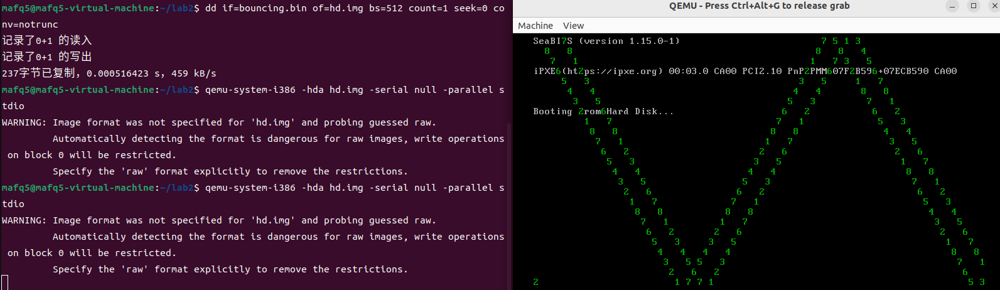 mafq5@mafq5-virtual-machine:~/lab2$ dd if=bouncing.bin of=hd.img bs=512 count=1 seek=0 co
nv=notrunc
记录了0+1 的读入
记录了0+1 的写出
237字节已复制，0.000516423 s，459 kB/s
mafq5@mafq5-virtual-machine:~/lab2$ qemu-system-i386 -hda hd.img -serial null -parallel s
tdio
WARNING: Image format was not specified for 'hd.img' and probing guessed raw.
Automatically detecting the format is dangerous for raw images, write operations
on block 0 will be restricted.
Specify the 'raw' format explicitly to remove the restrictions.
mafq5@mafq5-virtual-machine:~/lab2$ qemu-system-i386 -hda hd.img -serial null -parallel s
tdio
WARNING: Image format was not specified for 'hd.img' and probing guessed raw.
Automatically detecting the format is dangerous for raw images, write operations
on block 0 will be restricted.
Specify the 'raw' format explicitly to remove the restrictions.
QEMU - Press Ctrl+Alt+G to release grab
Machine View
SeaBI7S (version 1.15.0-1) 7 5 1 3
8 8 8 8 4
7 1 1 7 3 5
iPXE6(ht2ps://ipxe.org) 00:03.0 CA00 PCI2.10 PnP2PMM607F2B596+07ECB590 CA00
5 3 3 5 1 7
4 4 4 4 8 8
3 5 5 3 7 1
Booting 2rom6Hard Disk... 6 2 6 2
1 7 7 1 5 3
8 8 8 8 4 4
7 1 1 7 3 5
6 2 2 6 2 6
5 3 3 5 1 7
4 4 4 4 8 8
3 5 5 3 7 1
2 6 6 2 6 2
1 7 7 1 5 3
8 8 8 8 4 4
7 1 1 7 3 5
6 2 2 6 2 6
5 3 3 5 1 7
4 4 4 4 8 8
3 5 5 3 7 1
2 6 2 6
2 1 7 7 1 5 3